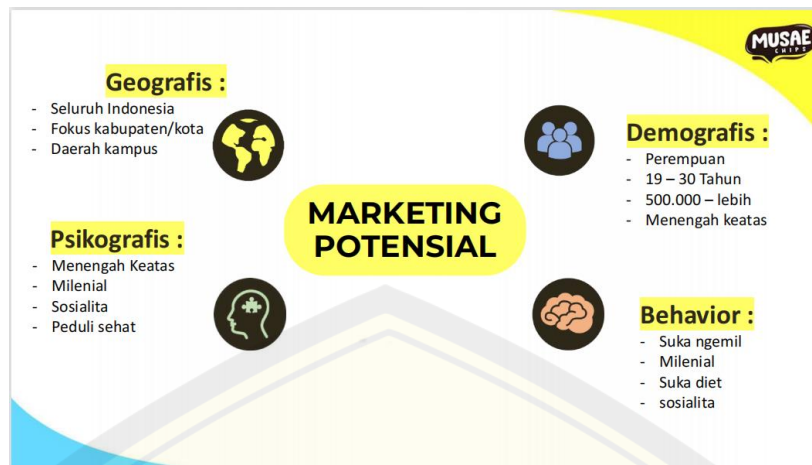 MUSAE
CHIPS
Geografis :
- Seluruh Indonesia
- Fokus kabupaten/kota
- Daerah kampus
Demografis :
- Perempuan
- 19 – 30 Tahun
- 500.000 – lebih
- Menengah keatas
MARKETING
POTENSIAL
Psikografis :
- Menengah Keatas
- Milenial
- Sosialita
- Peduli sehat
Behavior :
- Suka ngemil
- Milenial
- Suka diet
- sosialita